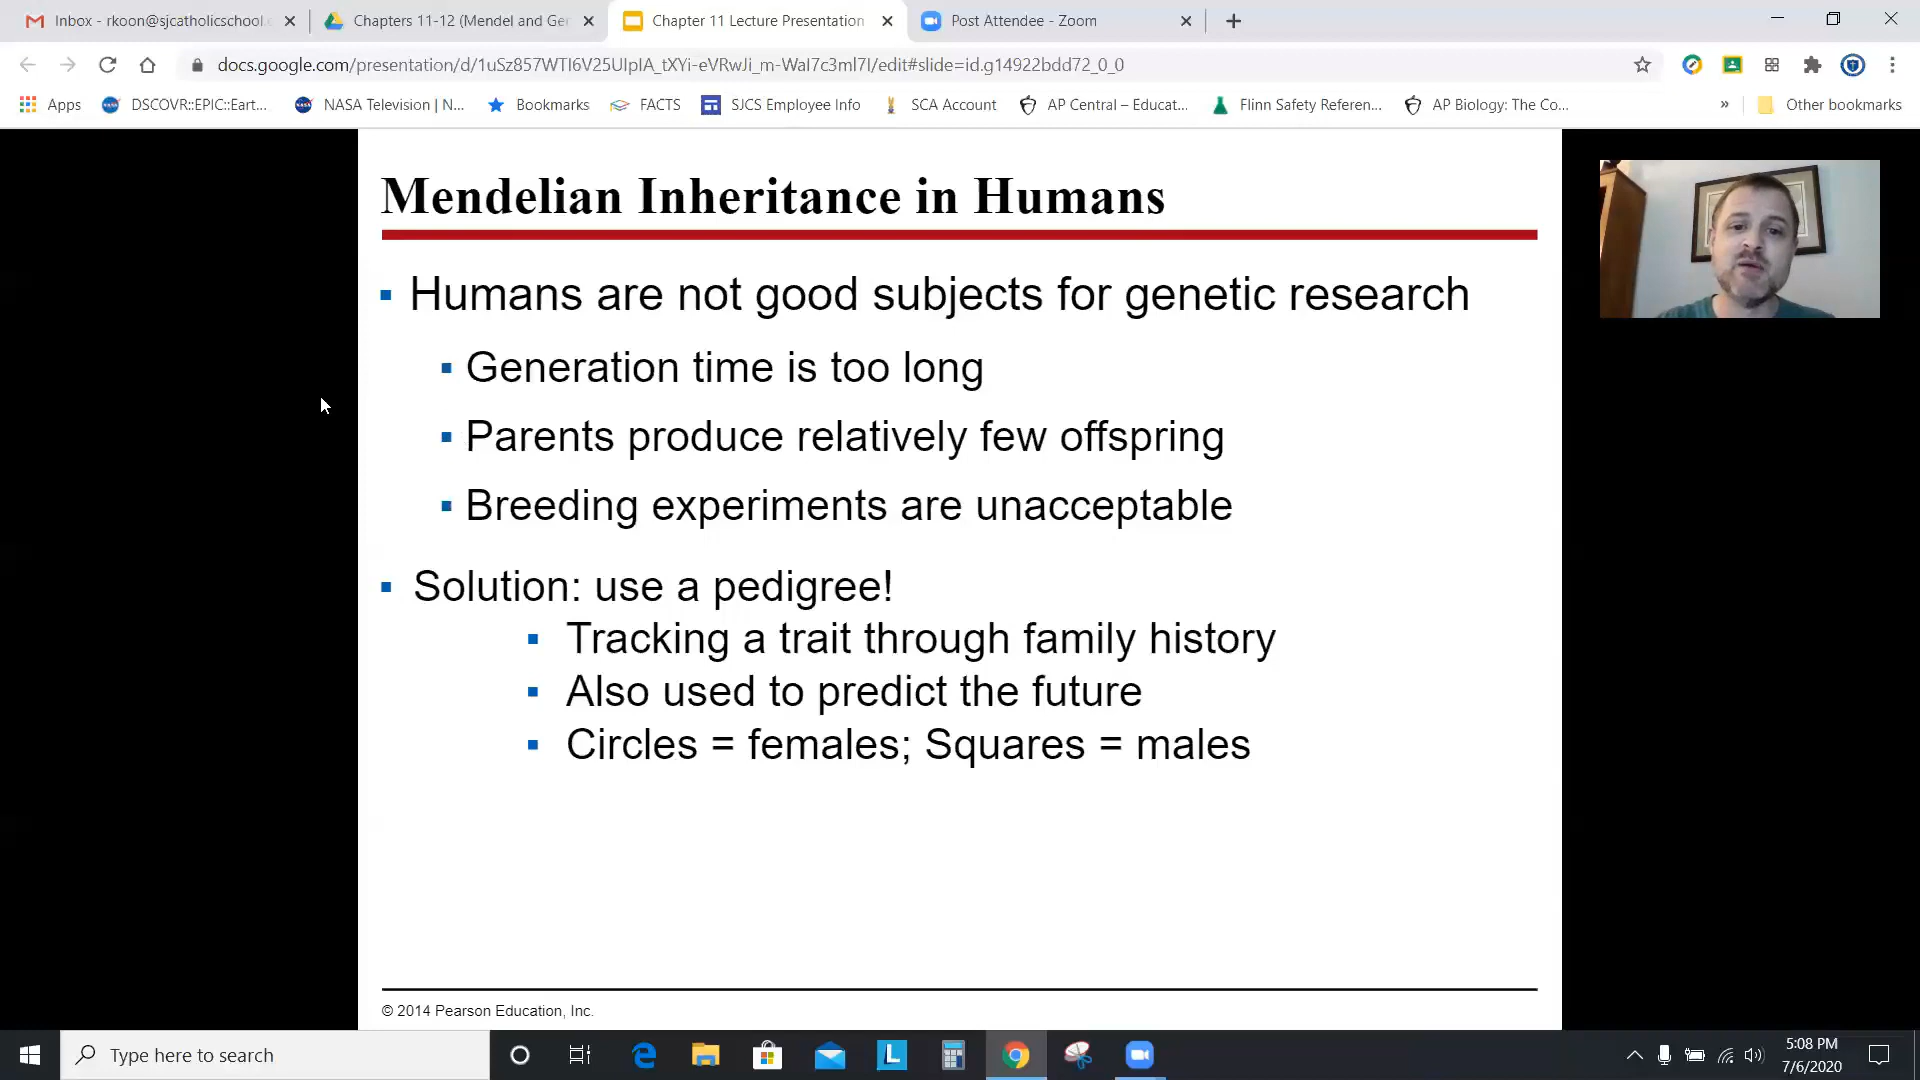 Inbox - rkoon@sjcatholicschool.
Chapters 11-12 (Mendel and Ge
Chapter 11 Lecture Presentation
Post Attendee - Zoom
docs.google.com/presentation/d/1uSz857WTI6V25UIpIA_tXYi-eVRwJi_m-WaI7c3ml7I/edit#slide=id.g14922bdd72_0_0
Apps
DSCOVR::EPIC::Eart...
NASA Television | N...
Bookmarks
FACTS
SJCS Employee Info
SCA Account
AP Central – Educat...
Flinn Safety Referen...
AP Biology: The Co...
»
Other bookmarks
Mendelian Inheritance in Humans
Humans are not good subjects for genetic research
Generation time is too long
Parents produce relatively few offspring
Breeding experiments are unacceptable
Solution: use a pedigree!
Tracking a trait through family history
Also used to predict the future
Circles = females; Squares = males
© 2014 Pearson Education, Inc.
Type here to search
L
5:08 PM
7/6/2020